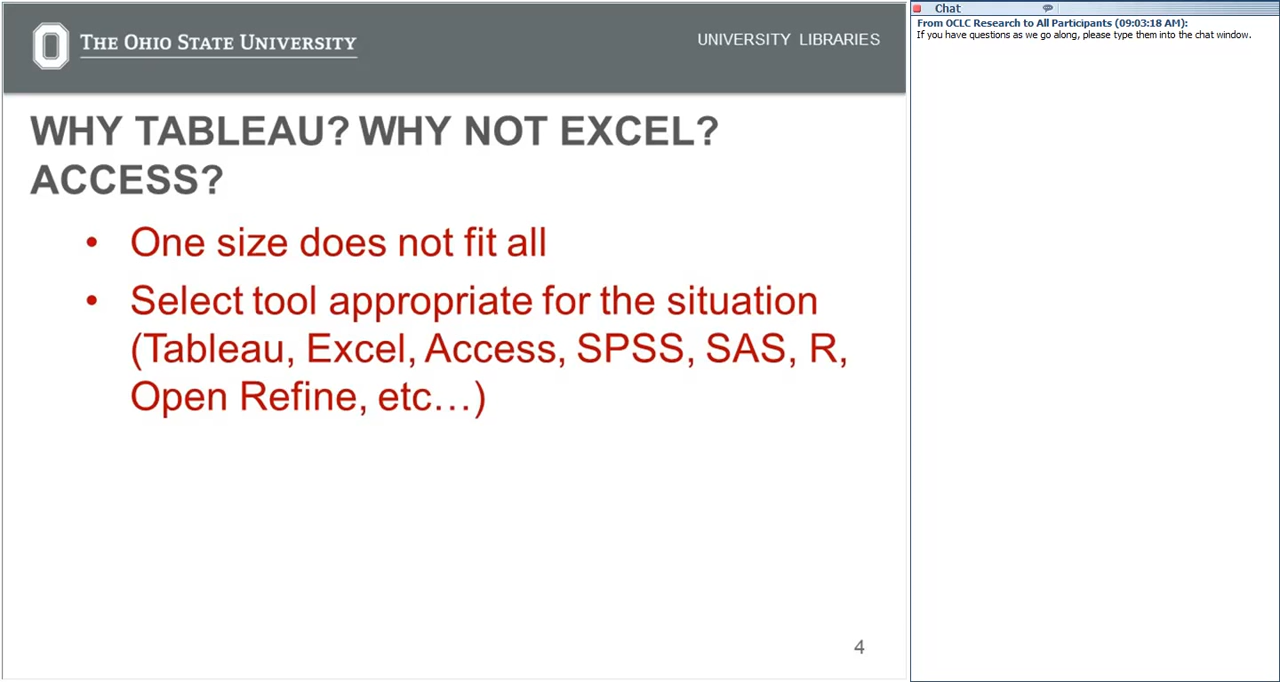 THE OHIO STATE UNIVERSITY
UNIVERSITY LIBRARIES
WHY TABLEAU? WHY NOT EXCEL?
ACCESS?
• One size does not fit all
• Select tool appropriate for the situation
(Tableau, Excel, Access, SPSS, SAS, R,
Open Refine, etc…)
4
Chat
From OCLC Research to All Participants (09:03:18 AM):
If you have questions as we go along, please type them into the chat window.